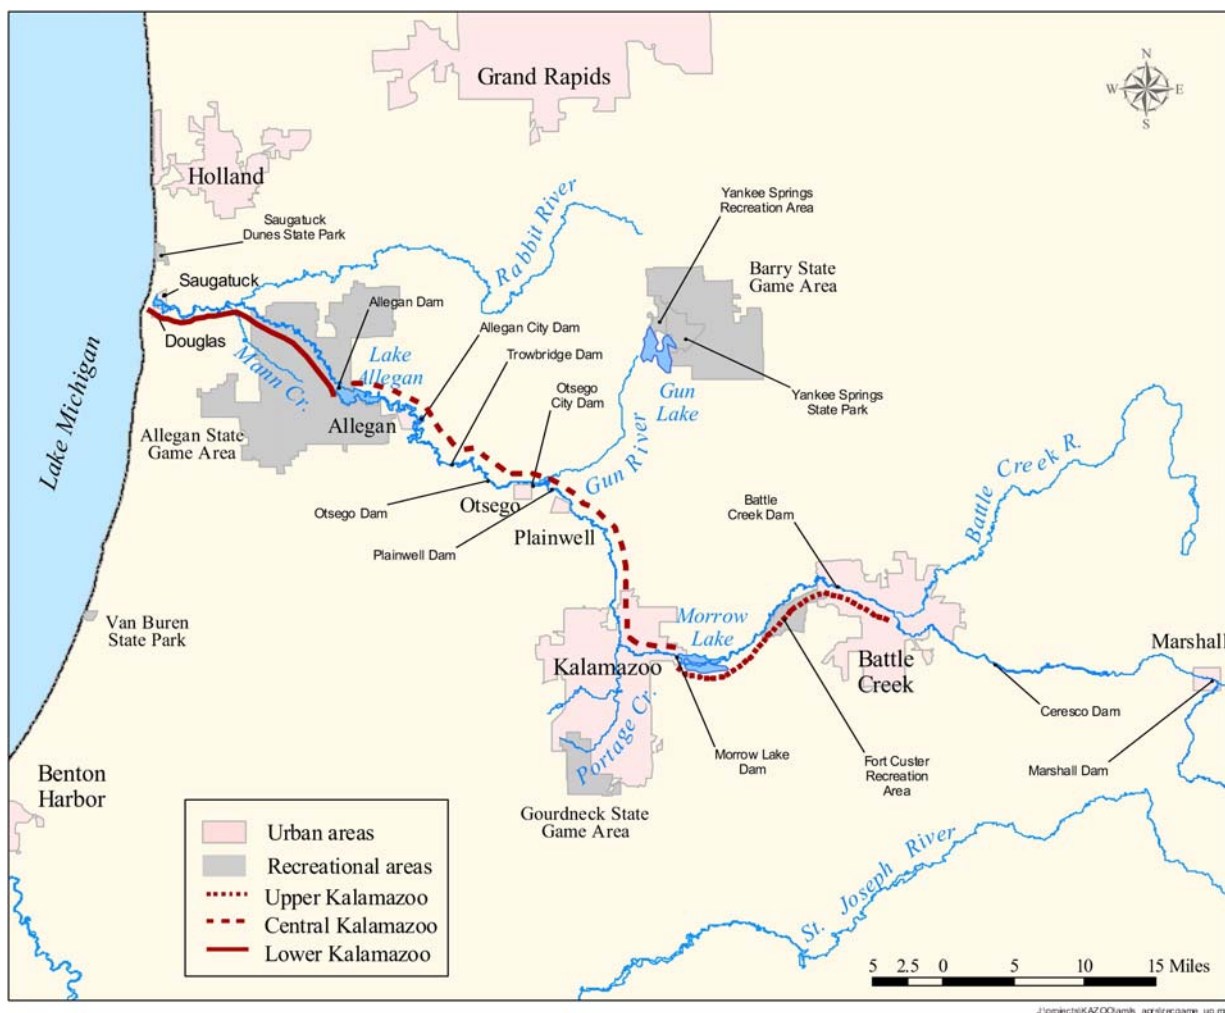 Grand Rapids
N
W E
S
Holland
Rabbit River
Yankee Springs
Recreation Area
Saugatuck
Dunes State Park
Barry State
Game Area
Saugatuck
Allegan Dam
Allegan City Dam
Douglas
Lake
Allegan
Trowbridge Dam
Mann Cr.
Lake Michigan
Otsego
City Dam
Gun
Lake
Yankee Springs
State Park
Allegan
Allegan State
Game Area
Gun River
Battle Creek R.
Otsego Dam
Otsego
Battle
Creek Dam
Plainwell
Plainwell Dam
Van Buren
State Park
Morrow
Lake
Marshall
Kalamazoo
Battle
Creek
Portage Cr.
Ceresco Dam
Morrow Lake
Dam
Fort Custer
Recreation
Area
Marshall Dam
Benton
Harbor
Gourdneck State
Game Area
St. Joseph River
Urban areas
Recreational areas
Upper Kalamazoo
Central Kalamazoo
Lower Kalamazoo
5 2.5 0 5 10 15 Miles